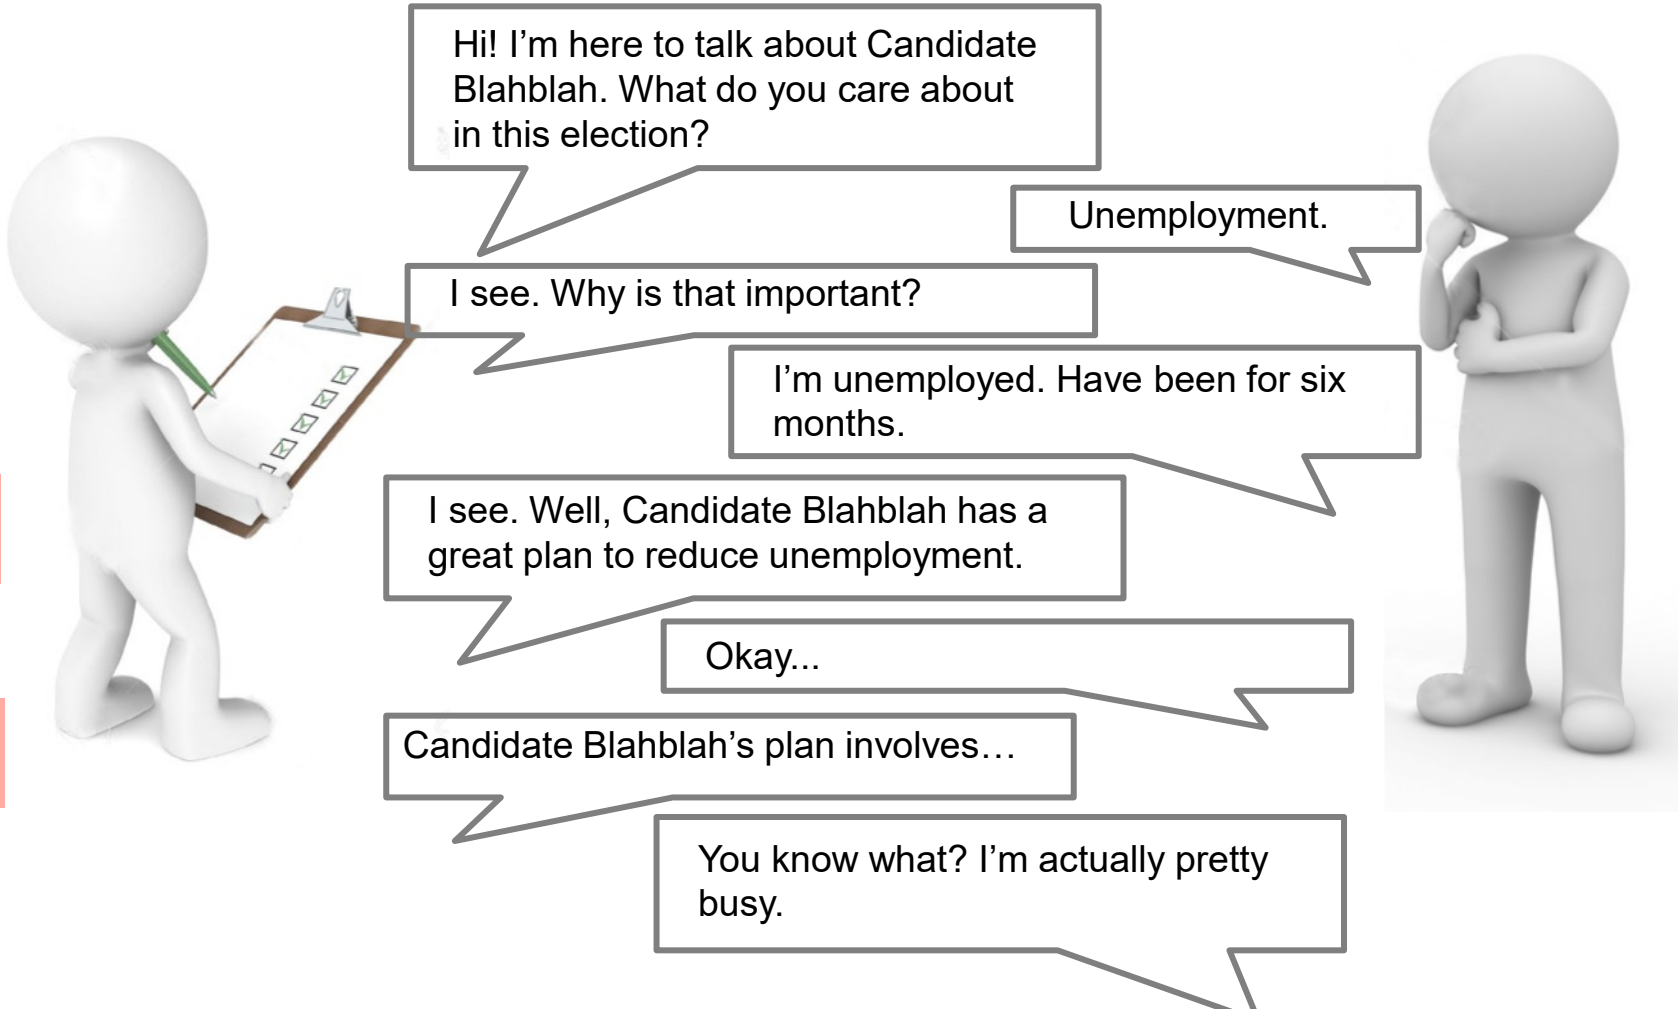 Hi! I’m here to talk about Candidate
Blahblah. What do you care about
in this election?
Unemployment.
I see. Why is that important?
I’m unemployed. Have been for six
months.
I see. Well, Candidate Blahblah has a
great plan to reduce unemployment.
Okay...
Candidate Blahblah’s plan involves…
You know what? I’m actually pretty
busy.